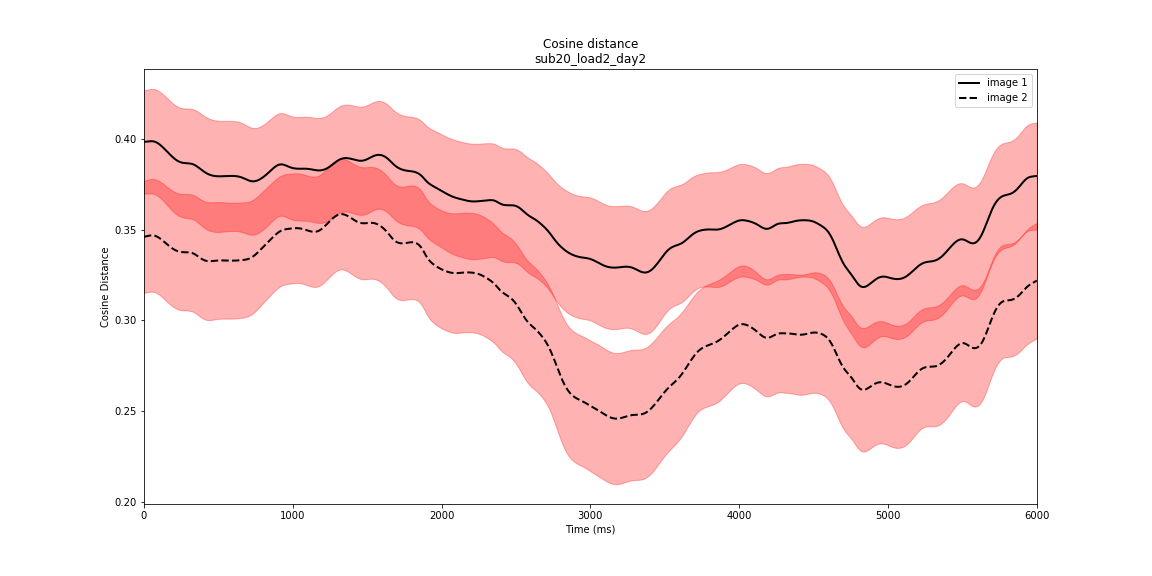 Cosine distance
sub20_load2_day2
image 1
image 2
Cosine Distance
0.40
0.35
0.30
0.25
0.20
0
1000
2000
3000
4000
5000
6000
Time (ms)